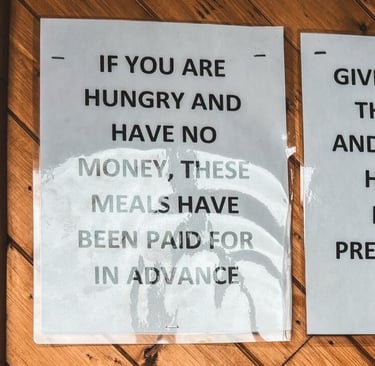 IF YOU ARE
HUNGRY AND
HAVE NO
MONEY, THESE
MEALS HAVE
BEEN PAID FOR
IN ADVANCE